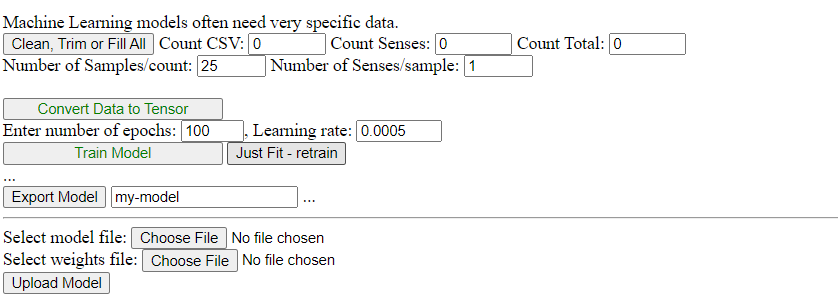 Machine Learning models often need very specific data.
Clean, Trim or Fill All Count CSV: 0 Count Senses: 0 Count Total: 0
Number of Samples/count: 25 Number of Senses/sample: 1
Convert Data to Tensor
Enter number of epochs: 100 , Learning rate: 0.0005
Train Model Just Fit - retrain
...
Export Model my-model ...
Select model file: Choose File No file chosen
Select weights file: Choose File No file chosen
Upload Model